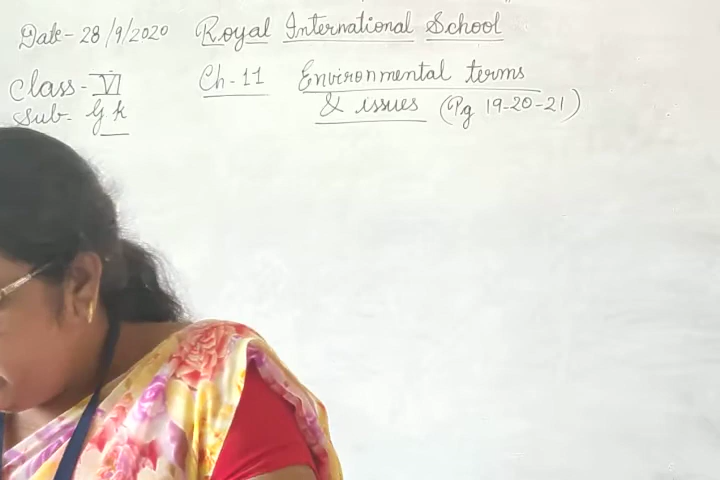 Date - 28/9/2020 Royal International School
Class - VI Ch - 11 Environmental terms
Sub - G K & issues (Pg 19-20-21)